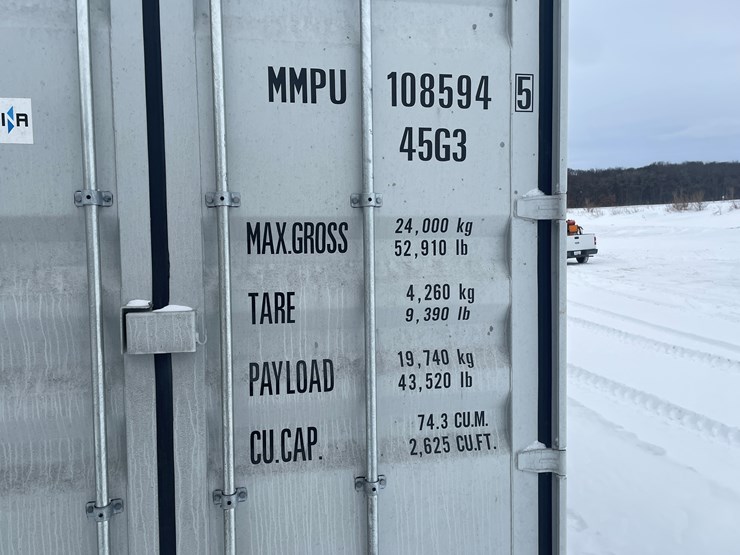 MMPU 108594 5
45G3
MAX.GROSS 24,000 kg
52,910 lb
TARE 4,260 kg
9,390 lb
PAYLOAD 19,740 kg
43,520 lb
CU.CAP. 74.3 CU.M.
2,625 CU.FT.